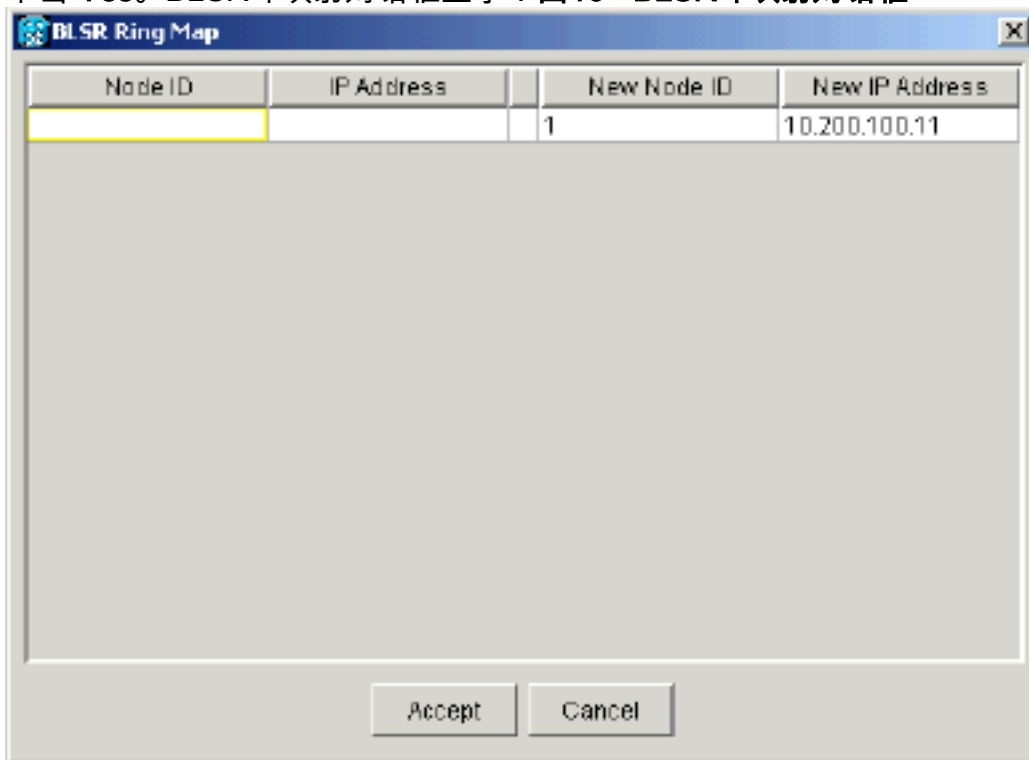 BLSR Ring Map
Node ID IP Address New Node ID New IP Address
1 10.200.100.11
Accept Cancel